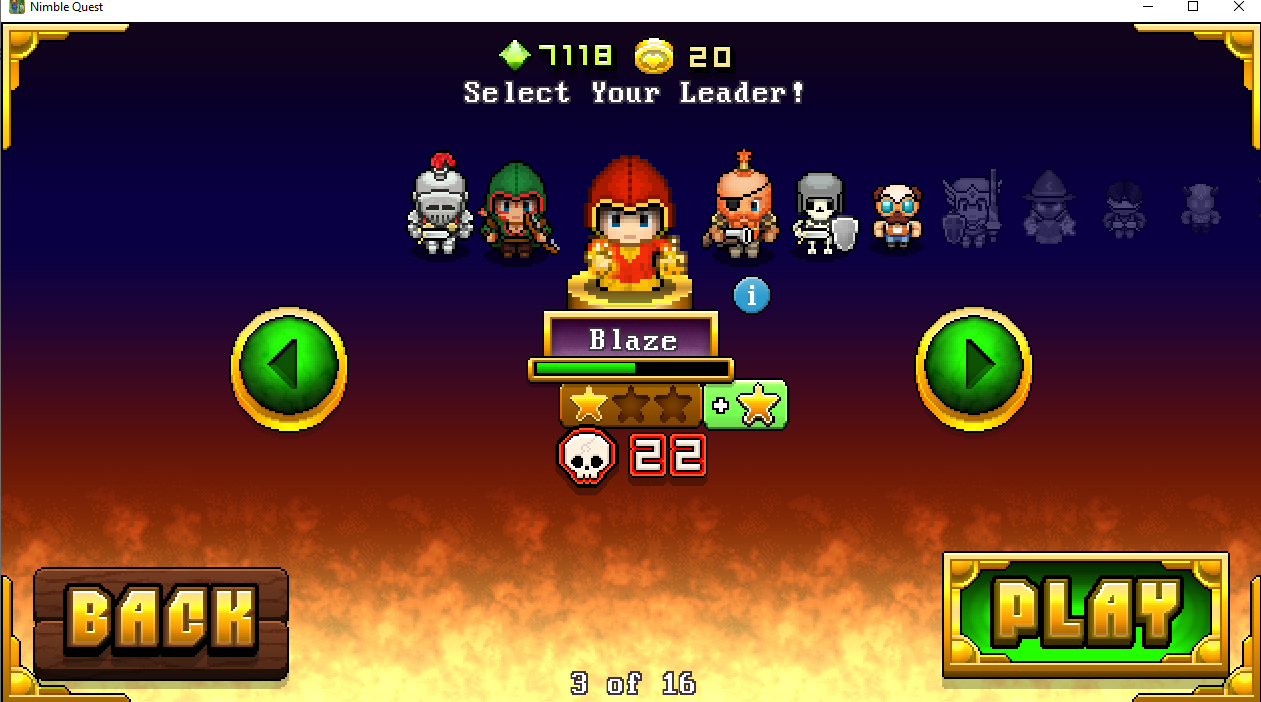 Nimble Quest
7118 20
Select Your Leader!
i
Blaze
+
22
BACK
PLAY
3 of 16